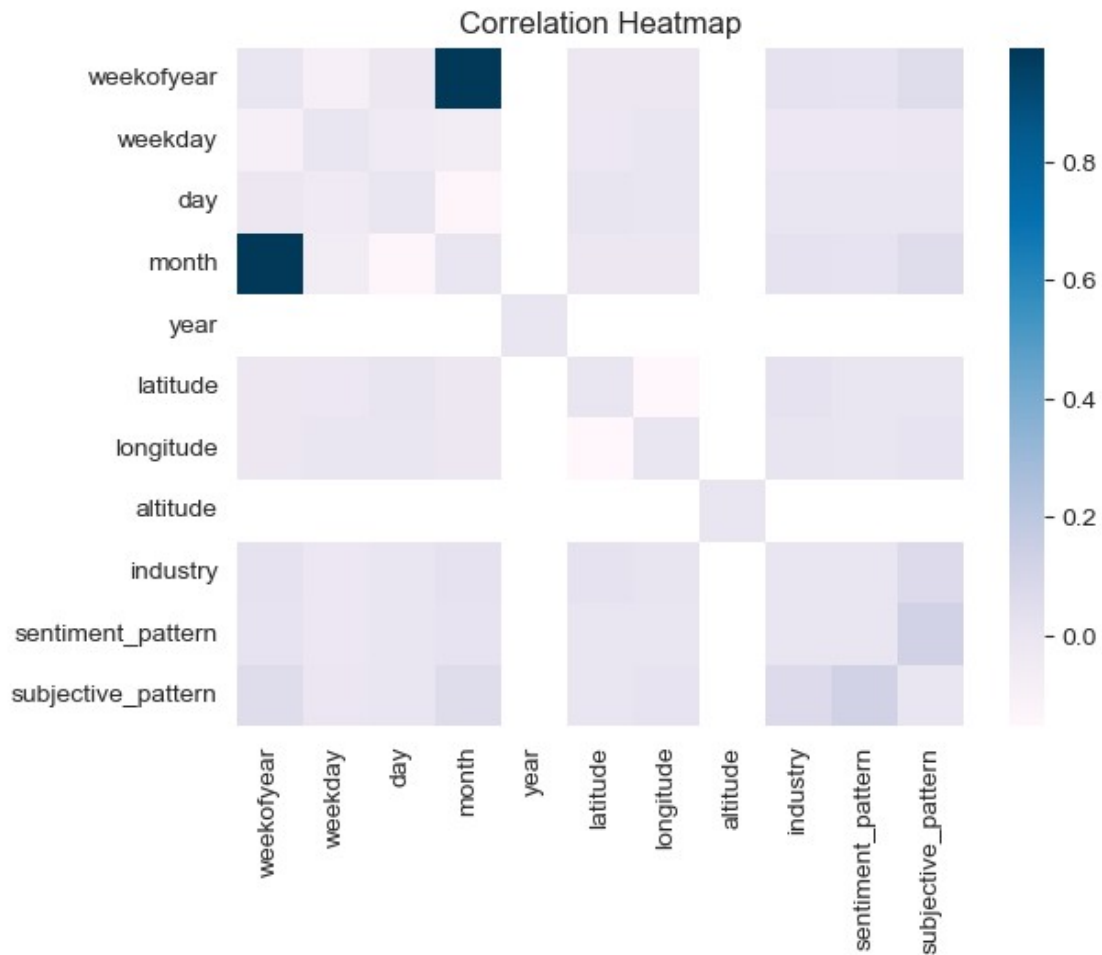 Correlation Heatmap
weekofyear
weekday
day
month
year
latitude
longitude
altitude
industry
sentiment_pattern
subjective_pattern
0.8
0.6
0.4
0.2
0.0
weekofyear
weekday
day
month
year
latitude
longitude
altitude
industry
sentiment_pattern
subjective_pattern